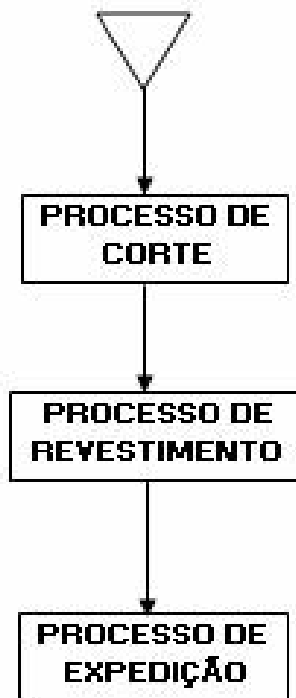 PROCESSO DE
CORTE
PROCESSO DE
REVESTIMENTO
PROCESSO DE
EXPEDIÇÃO